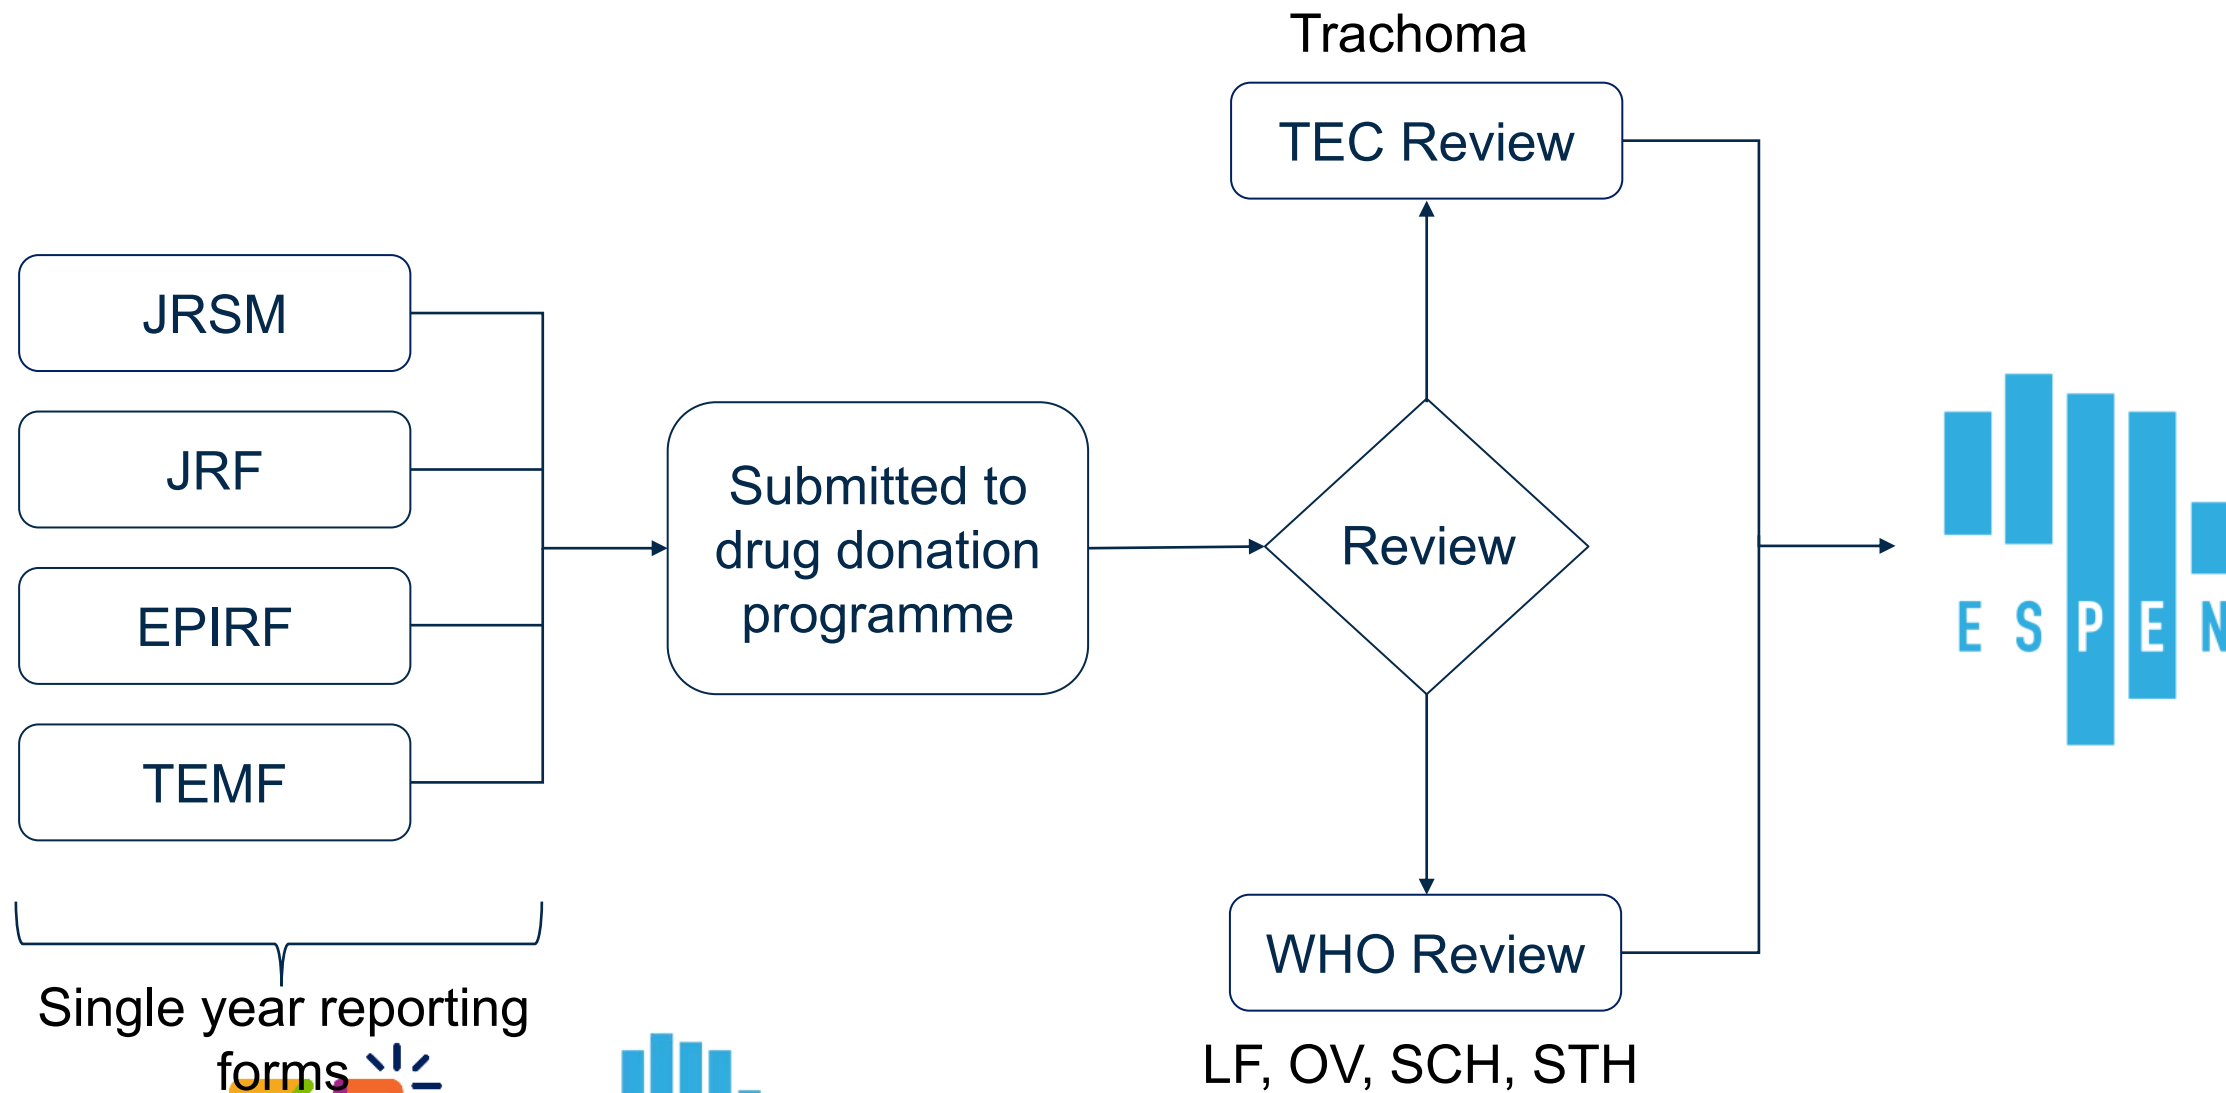 Trachoma
TEC Review
JRSM
JRF
EPIRF
TEMF
Submitted to
drug donation
programme
Review
ESPEN
WHO Review
LF, OV, SCH, STH
Single year reporting
forms